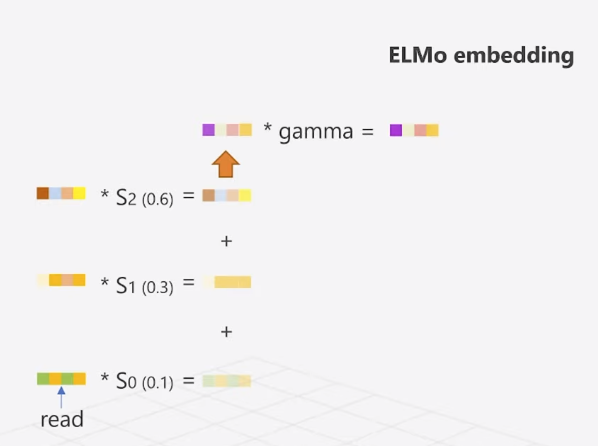 ELMo embedding
* gamma =
* S2 (0.6) =
+
* S1 (0.3) =
+
* S0 (0.1) =
read